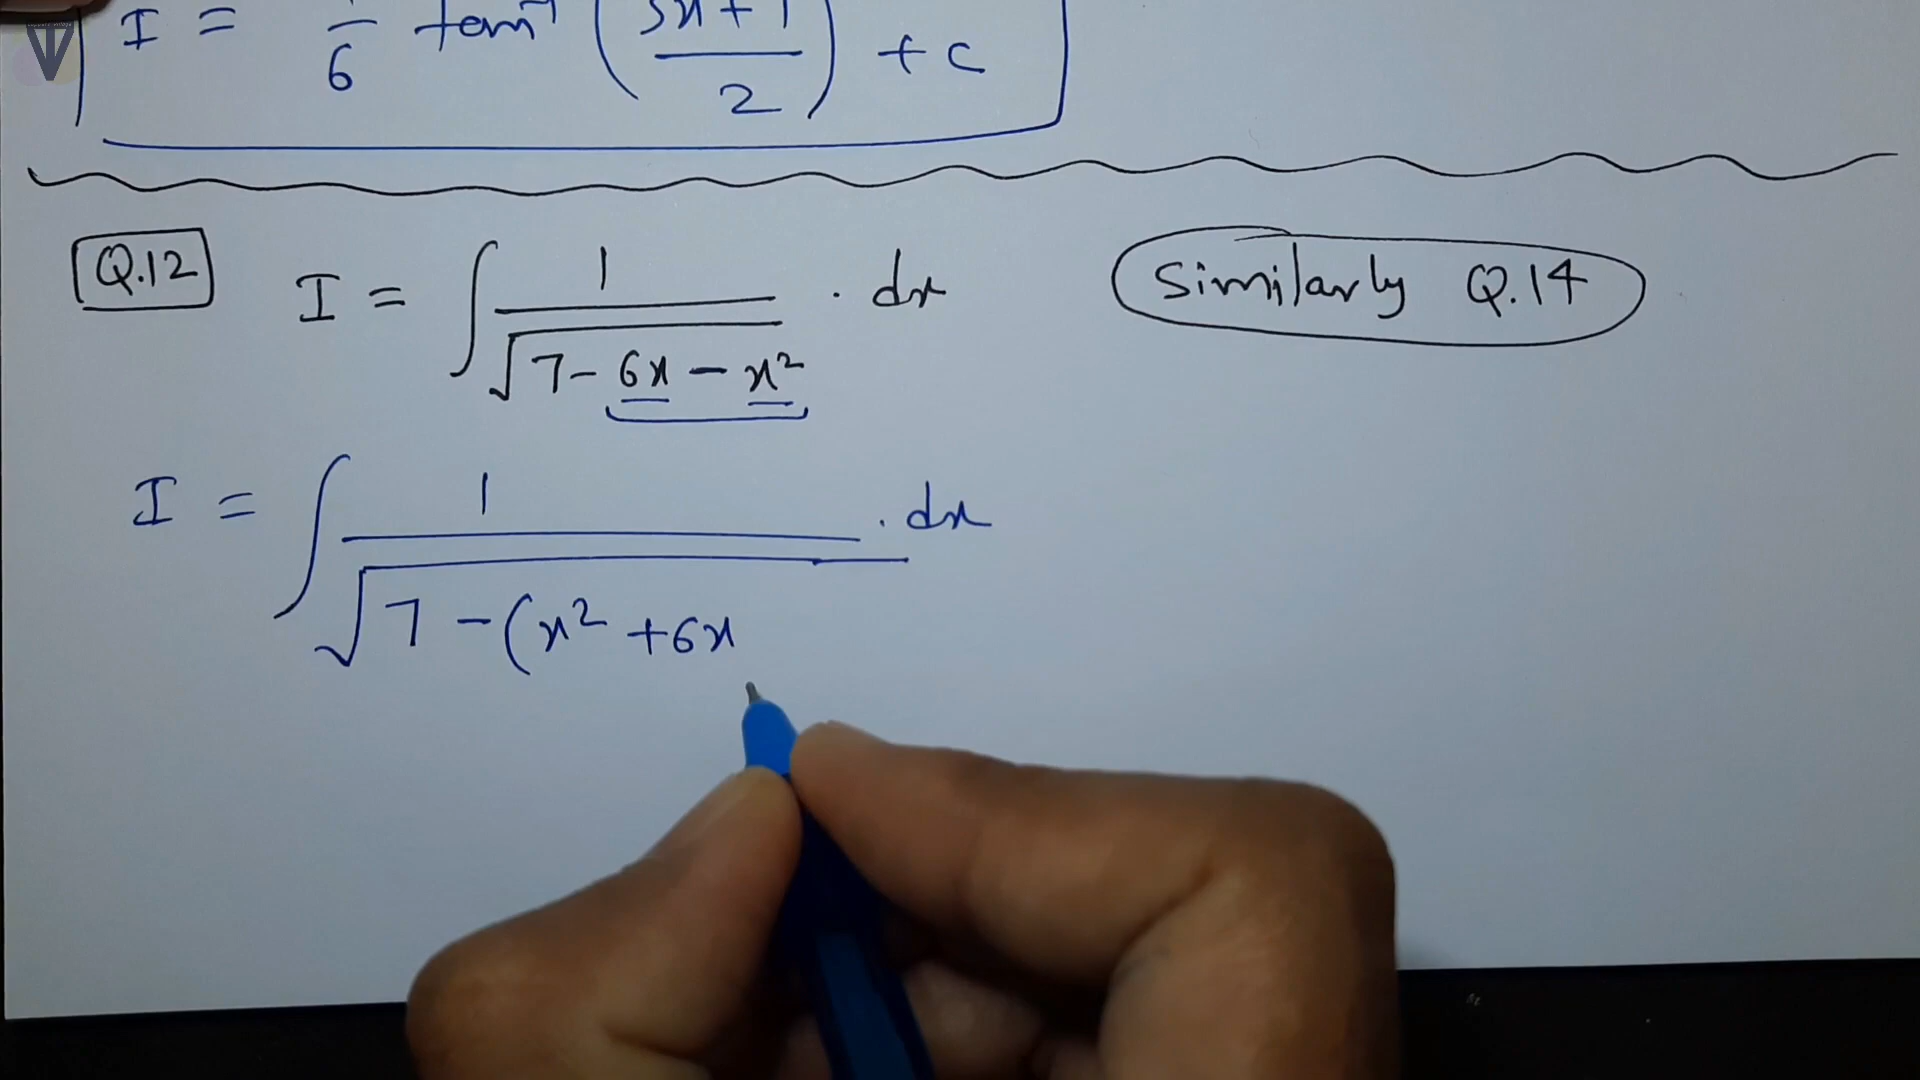 I = 1/6 tan⁻¹ (3x+1 / 2) + c
Q.12 I = ∫ 1/√(7-6x-x²) . dx
Similarly Q.14
I = ∫ 1/√(7-(x²+6x . dx